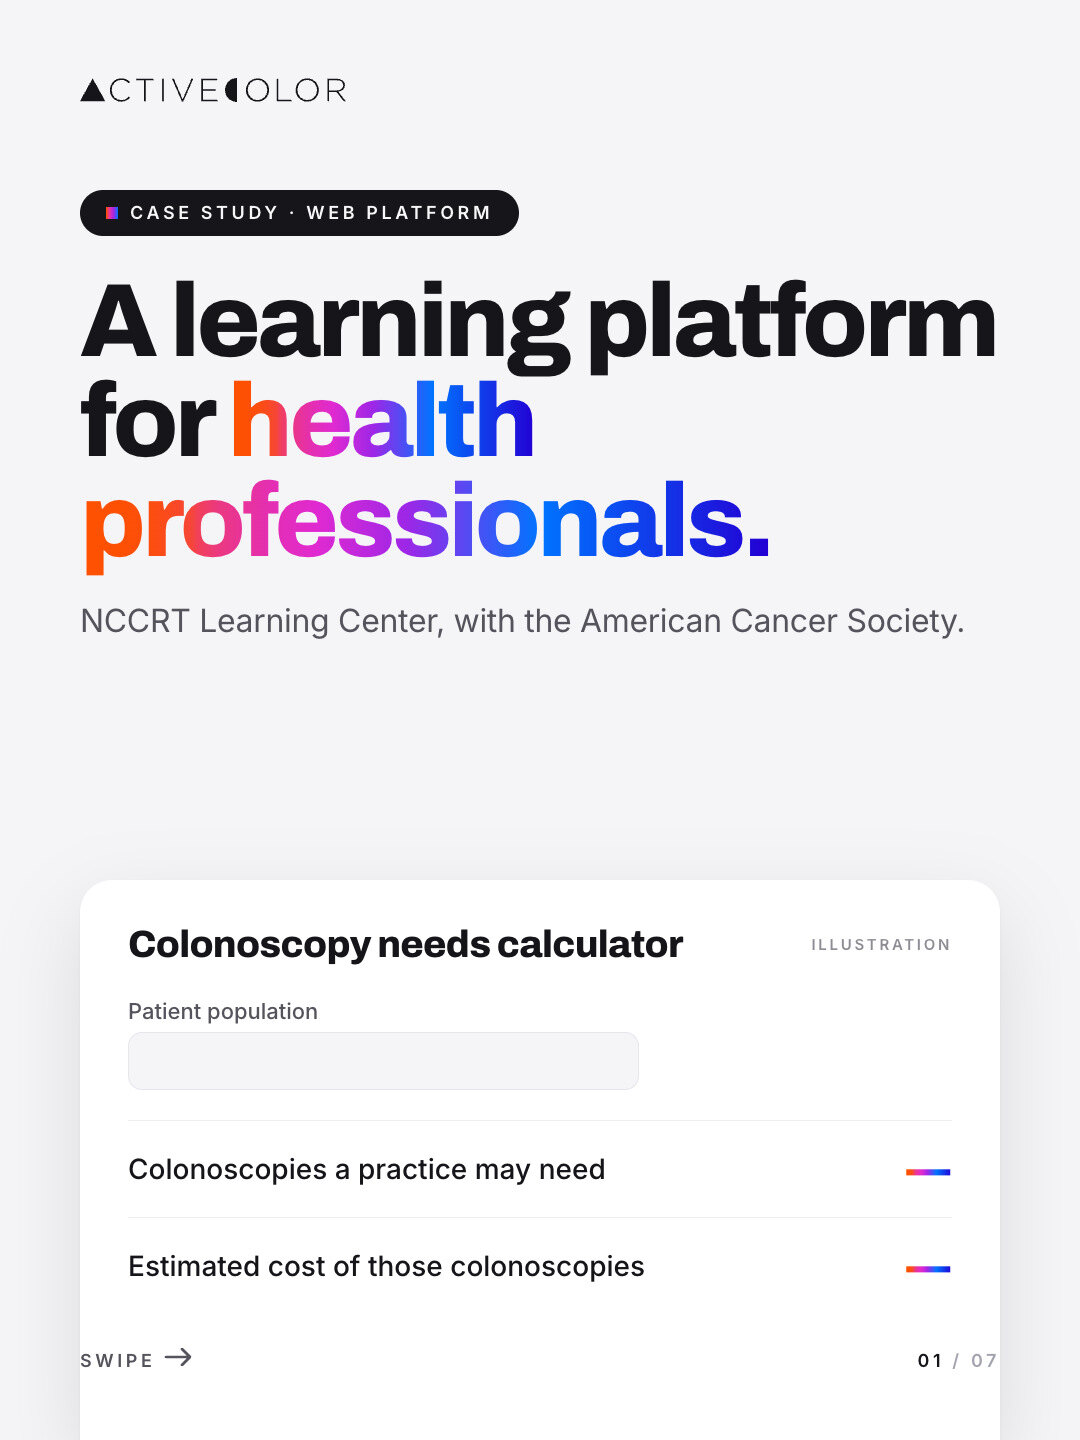 ACTIVECOLOR
CASE STUDY · WEB PLATFORM
A learning platform
for health
professionals.
NCCRT Learning Center, with the American Cancer Society.
Colonoscopy needs calculator
ILLUSTRATION
Patient population
Colonoscopies a practice may need
Estimated cost of those colonoscopies
SWIPE →
01 / 07